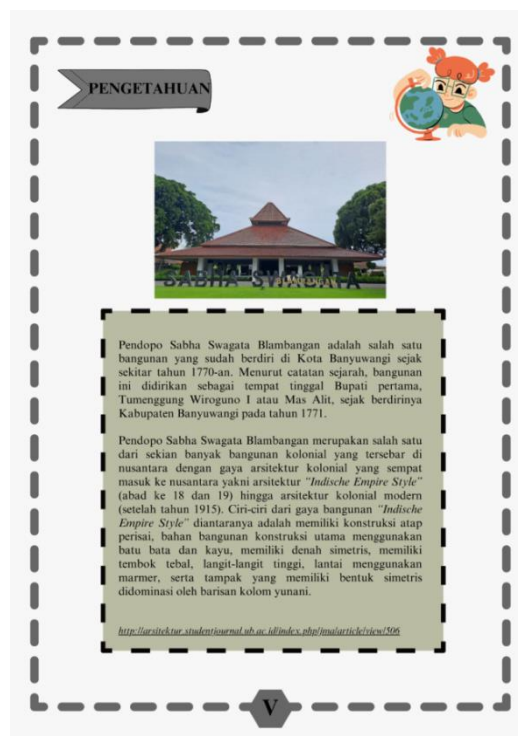 PENGETAHUAN
SABHA SWAGATA
Pendopo Sabha Swagata Blambangan adalah salah satu
bangunan yang sudah berdiri di Kota Banyuwangi sejak
sekitar tahun 1770-an. Menurut catatan sejarah, bangunan
ini didirikan sebagai tempat tinggal Bupati pertama,
Tumenggung Wiroguno I atau Mas Alit, sejak berdirinya
Kabupaten Banyuwangi pada tahun 1771.
Pendopo Sabha Swagata Blambangan merupakan salah satu
dari sekian banyak bangunan kolonial yang tersebar di
nusantara dengan gaya arsitektur kolonial yang sempat
masuk ke nusantara yakni arsitektur "Indische Empire Style"
(abad ke 18 dan 19) hingga arsitektur kolonial modern
(setelah tahun 1915). Ciri-ciri dari gaya bangunan "Indische
Empire Style" diantaranya adalah memiliki konstruksi atap
perisai, bahan bangunan konstruksi utama menggunakan
batu bata dan kayu, memiliki denah simetris, memiliki
tembok tebal, langit-langit tinggi, lantai menggunakan
marmer, serta tampak yang memiliki bentuk simetris
didominasi oleh barisan kolom yunani.
http://arsitektur.studentjournal.ub.ac.id/index.php/jma/article/view/506
V